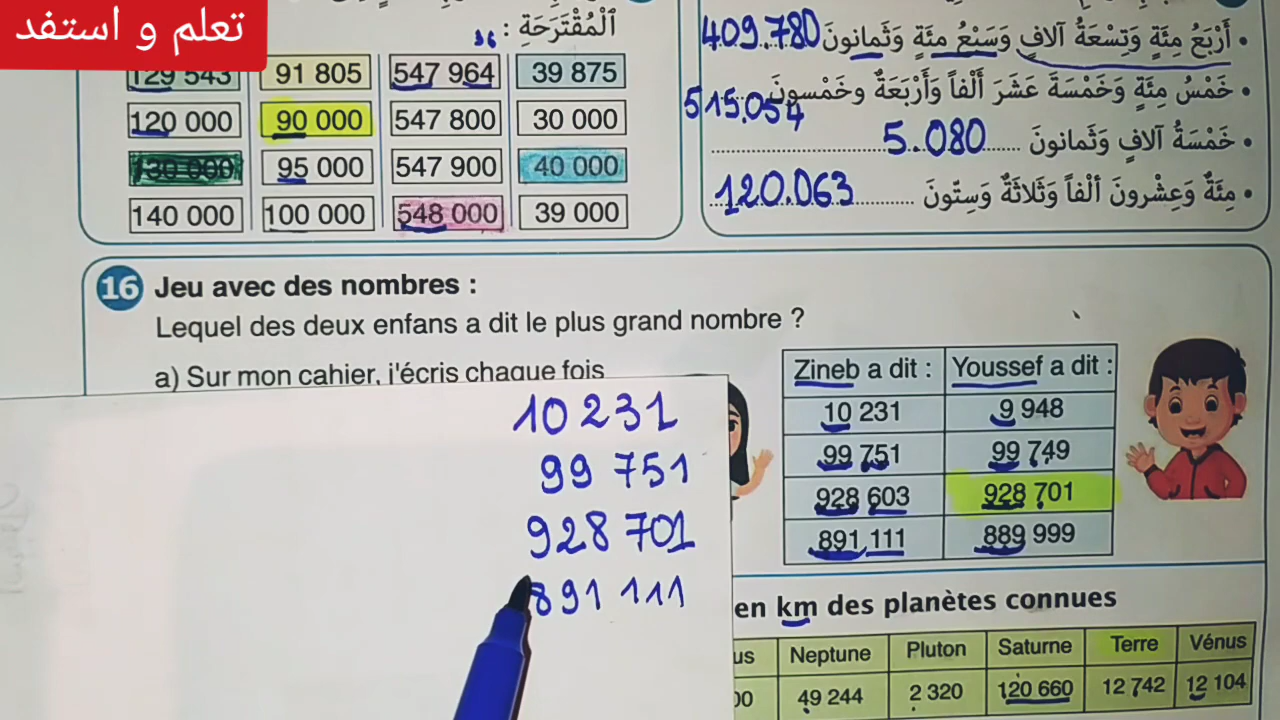 تعلم و استفد
اَلْمُقْتَرَحَةِ :
129 543 91 805 547 964 39 875
120 000 90 000 547 800 30 000
130 000 95 000 547 900 40 000
140 000 100 000 548 000 39 000
• أَرْبَعُ مِئَةٍ وَتِسْعَةُ آلافٍ وَسَبْعُ مِئَةٍ وَثَمانونَ 409.780
• خَمْسُ مِئَةٍ وَخَمْسَةَ عَشَرَ أَلْفاً وَأَرْبَعَةٌ وخَمْسونَ 515.054
• خَمْسَةُ آلافٍ وَثَمانونَ 5.080
• مِئَةٌ وَعِشْرونَ ألْفاً وَثَلاثَةٌ وَسِتّونَ 120.063
16 Jeu avec des nombres :
Lequel des deux enfans a dit le plus grand nombre ?
a) Sur mon cahier, j'écris chaque fois
Zineb a dit : Youssef a dit :
10 231 9 948
99 751 99 749
928 603 928 701
891 111 889 999
10 231
99 751
928 701
891 111
en km des planètes connues
us Neptune Pluton Saturne Terre Vénus
00 49 244 2 320 120 660 12 742 12 104